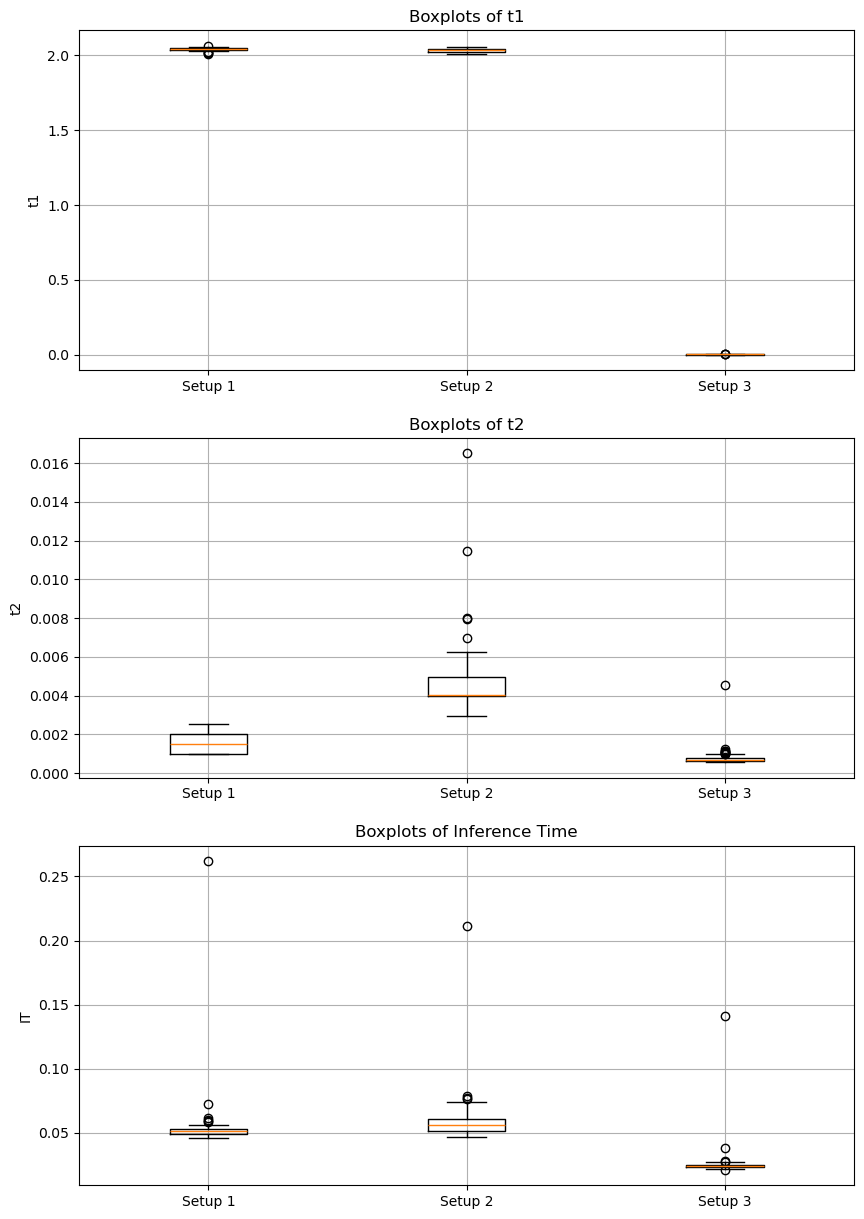 Boxplots of t1
2.0
1.5
1.0
0.5
0.0
t1
Setup 1 Setup 2 Setup 3
Boxplots of t2
0.016
0.014
0.012
0.010
0.008
0.006
0.004
0.002
0.000
t2
Setup 1 Setup 2 Setup 3
Boxplots of Inference Time
0.25
0.20
0.15
0.10
0.05
IT
Setup 1 Setup 2 Setup 3